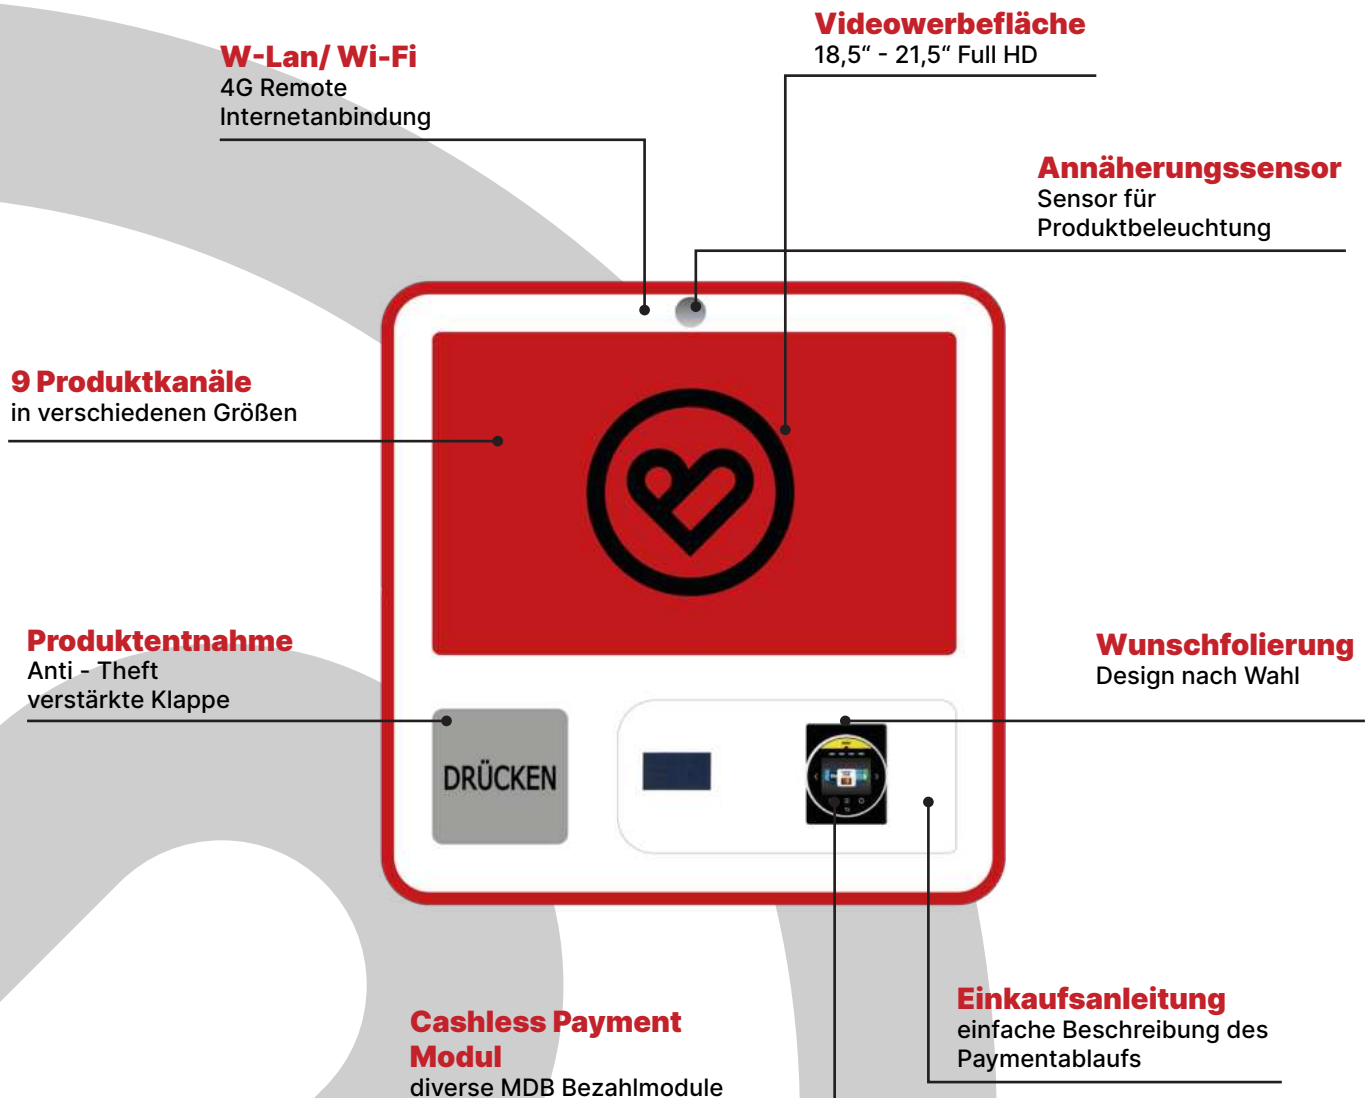 Videowerbefläche
18,5“ - 21,5“ Full HD
W-Lan/ Wi-Fi
4G Remote
Internetanbindung
Annäherungssensor
Sensor für
Produktbeleuchtung
9 Produktkanäle
in verschiedenen Größen
Produktentnahme
Anti - Theft
verstärkte Klappe
Wunschfolierung
Design nach Wahl
DRÜCKEN
Einkaufsanleitung
einfache Beschreibung des
Paymentablaufs
Cashless Payment
Modul
diverse MDB Bezahlmodule